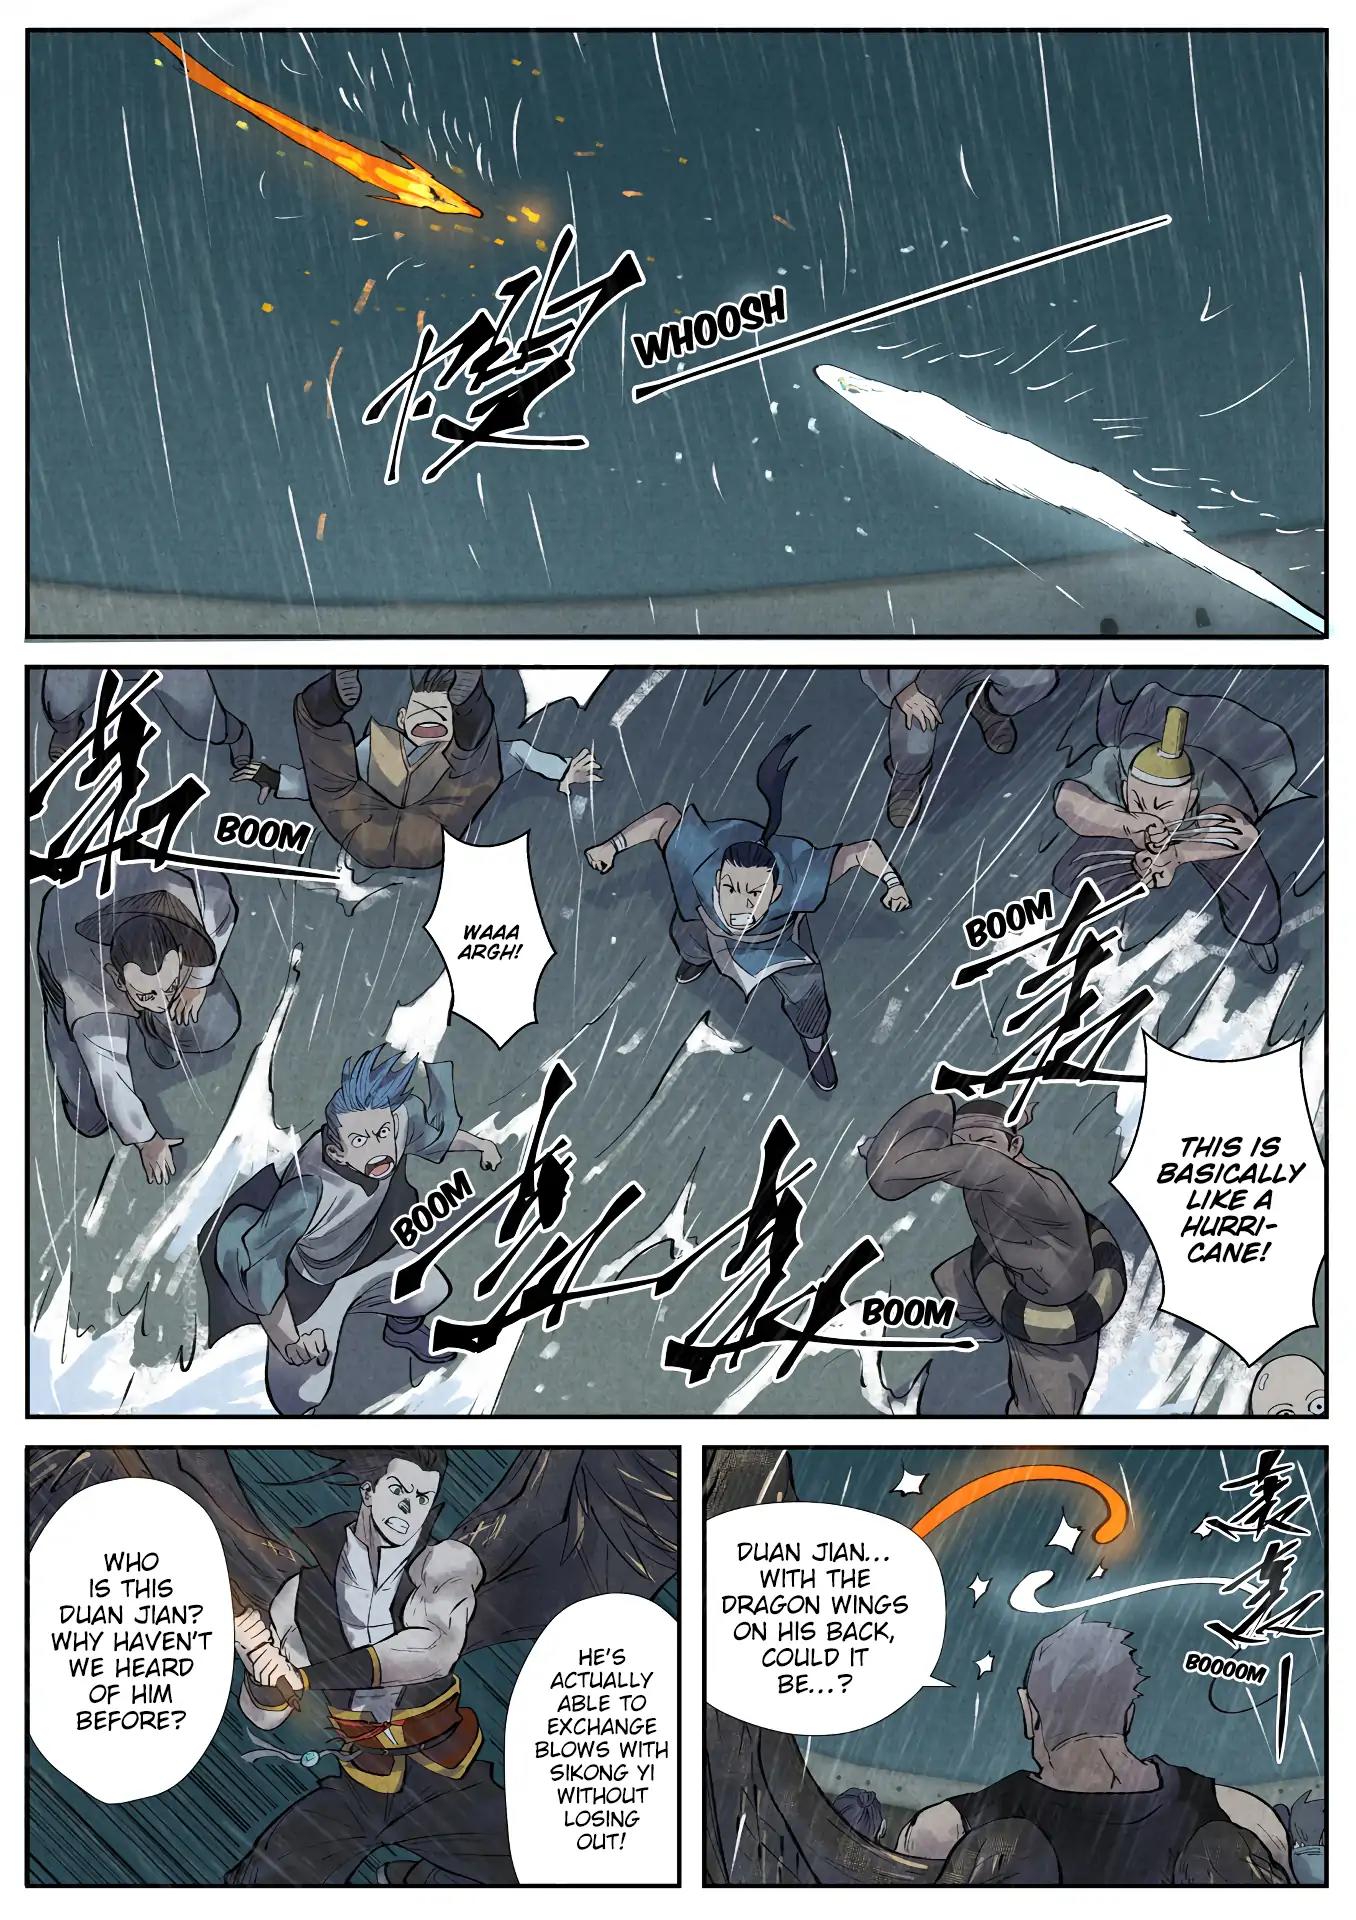 WHOOSH
BOOM
WAAA
ARGH!
BOOM
THIS IS
BASICALLY
LIKE A
HURRI-
CANE!
BOOM
BOOM
WHO
IS THIS
DUAN JIAN?
WHY HAVEN'T
WE HEARD
OF HIM
BEFORE?
HE'S
ACTUALLY
ABLE TO
EXCHANGE
BLOWS WITH
SIKONG YI
WITHOUT
LOSING
OUT!
DUAN JIAN...
WITH THE
DRAGON WINGS
ON HIS BACK,
COULD IT
BE...?
BOOOOM